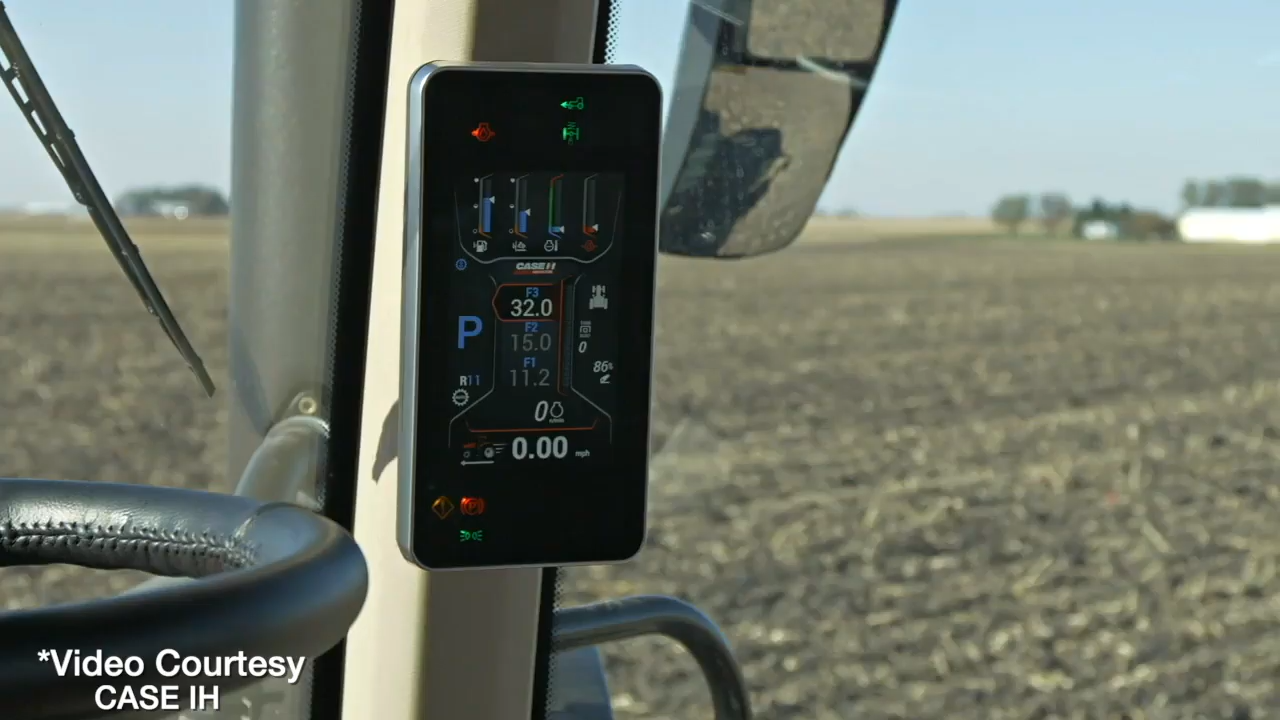 CASE IH
F3
32.0
F2
15.0
P
0
F1
11.2
86%
R11
0
0.00 mph
*Video Courtesy
CASE IH